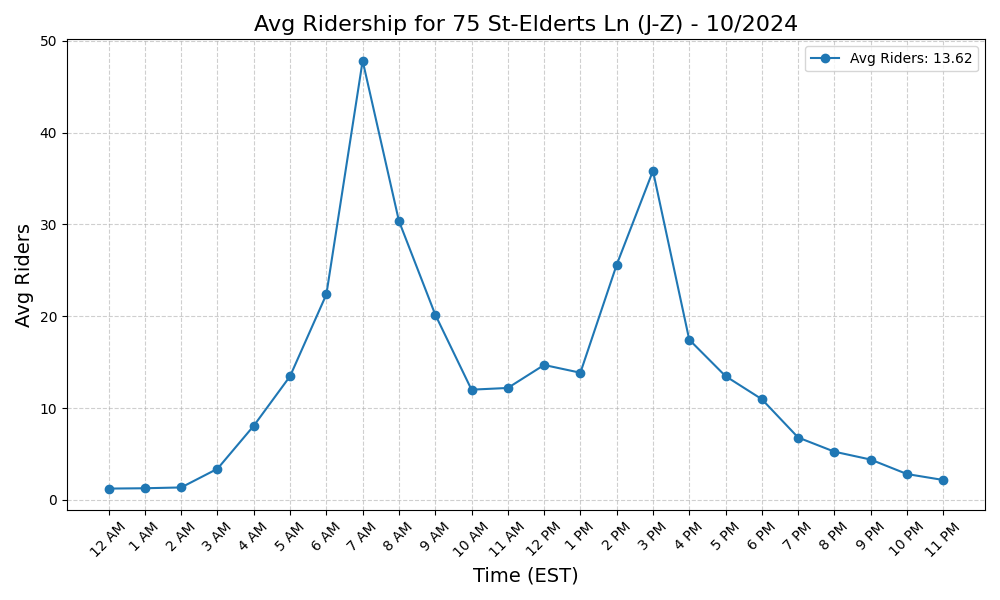 Avg Ridership for 75 St-Elderts Ln (J-Z) - 10/2024
Avg Riders: 13.62
Avg Riders
50
40
30
20
10
0
12 AM
1 AM
2 AM
3 AM
4 AM
5 AM
6 AM
7 AM
8 AM
9 AM
10 AM
11 AM
12 PM
1 PM
2 PM
3 PM
4 PM
5 PM
6 PM
7 PM
8 PM
9 PM
10 PM
11 PM
Time (EST)